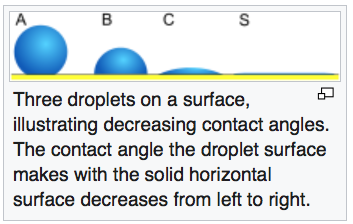 A B C S
Three droplets on a surface,
illustrating decreasing contact angles.
The contact angle the droplet surface
makes with the solid horizontal
surface decreases from left to right.